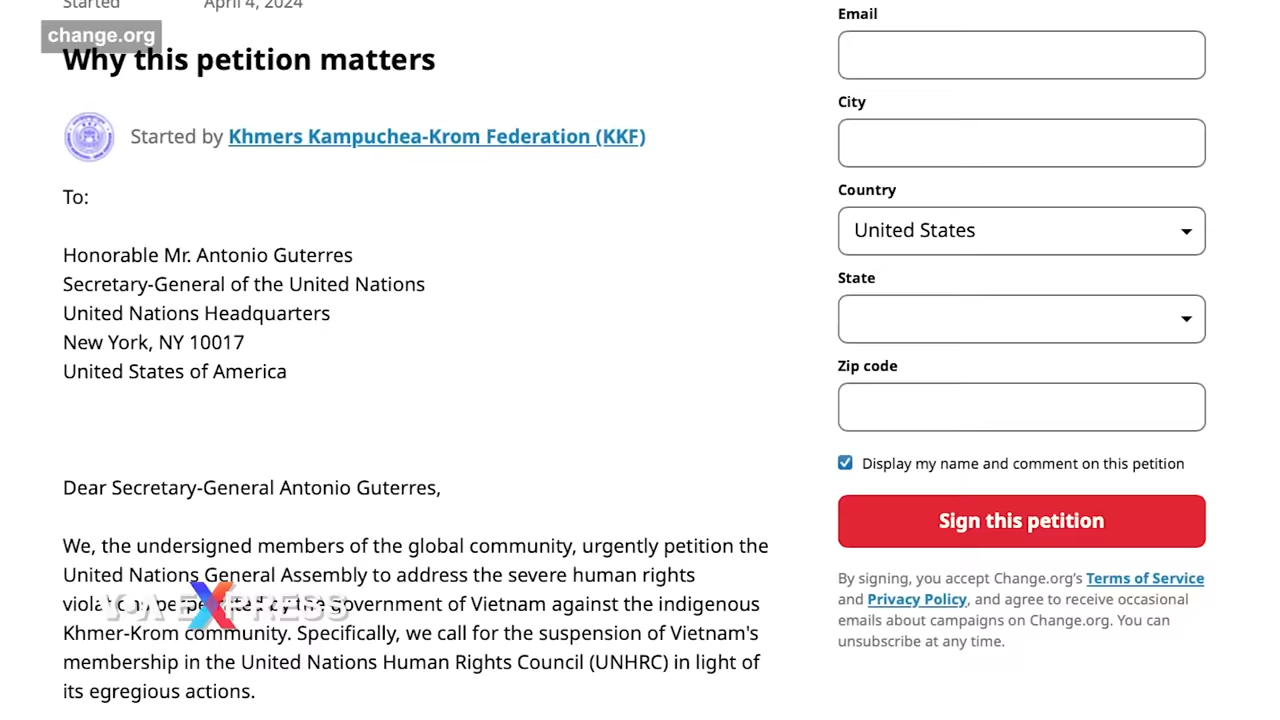 Started April 4, 2024
change.org
Why this petition matters
Started by Khmers Kampuchea-Krom Federation (KKF)
To:
Honorable Mr. Antonio Guterres
Secretary-General of the United Nations
United Nations Headquarters
New York, NY 10017
United States of America
Dear Secretary-General Antonio Guterres,
We, the undersigned members of the global community, urgently petition the
United Nations General Assembly to address the severe human rights
violations perpetrated by the government of Vietnam against the indigenous
Khmer-Krom community. Specifically, we call for the suspension of Vietnam's
membership in the United Nations Human Rights Council (UNHRC) in light of
its egregious actions.
VOA EXPRESS
Email
City
Country
United States
State
Zip code
Display my name and comment on this petition
Sign this petition
By signing, you accept Change.org's Terms of Service
and Privacy Policy, and agree to receive occasional
emails about campaigns on Change.org. You can
unsubscribe at any time.